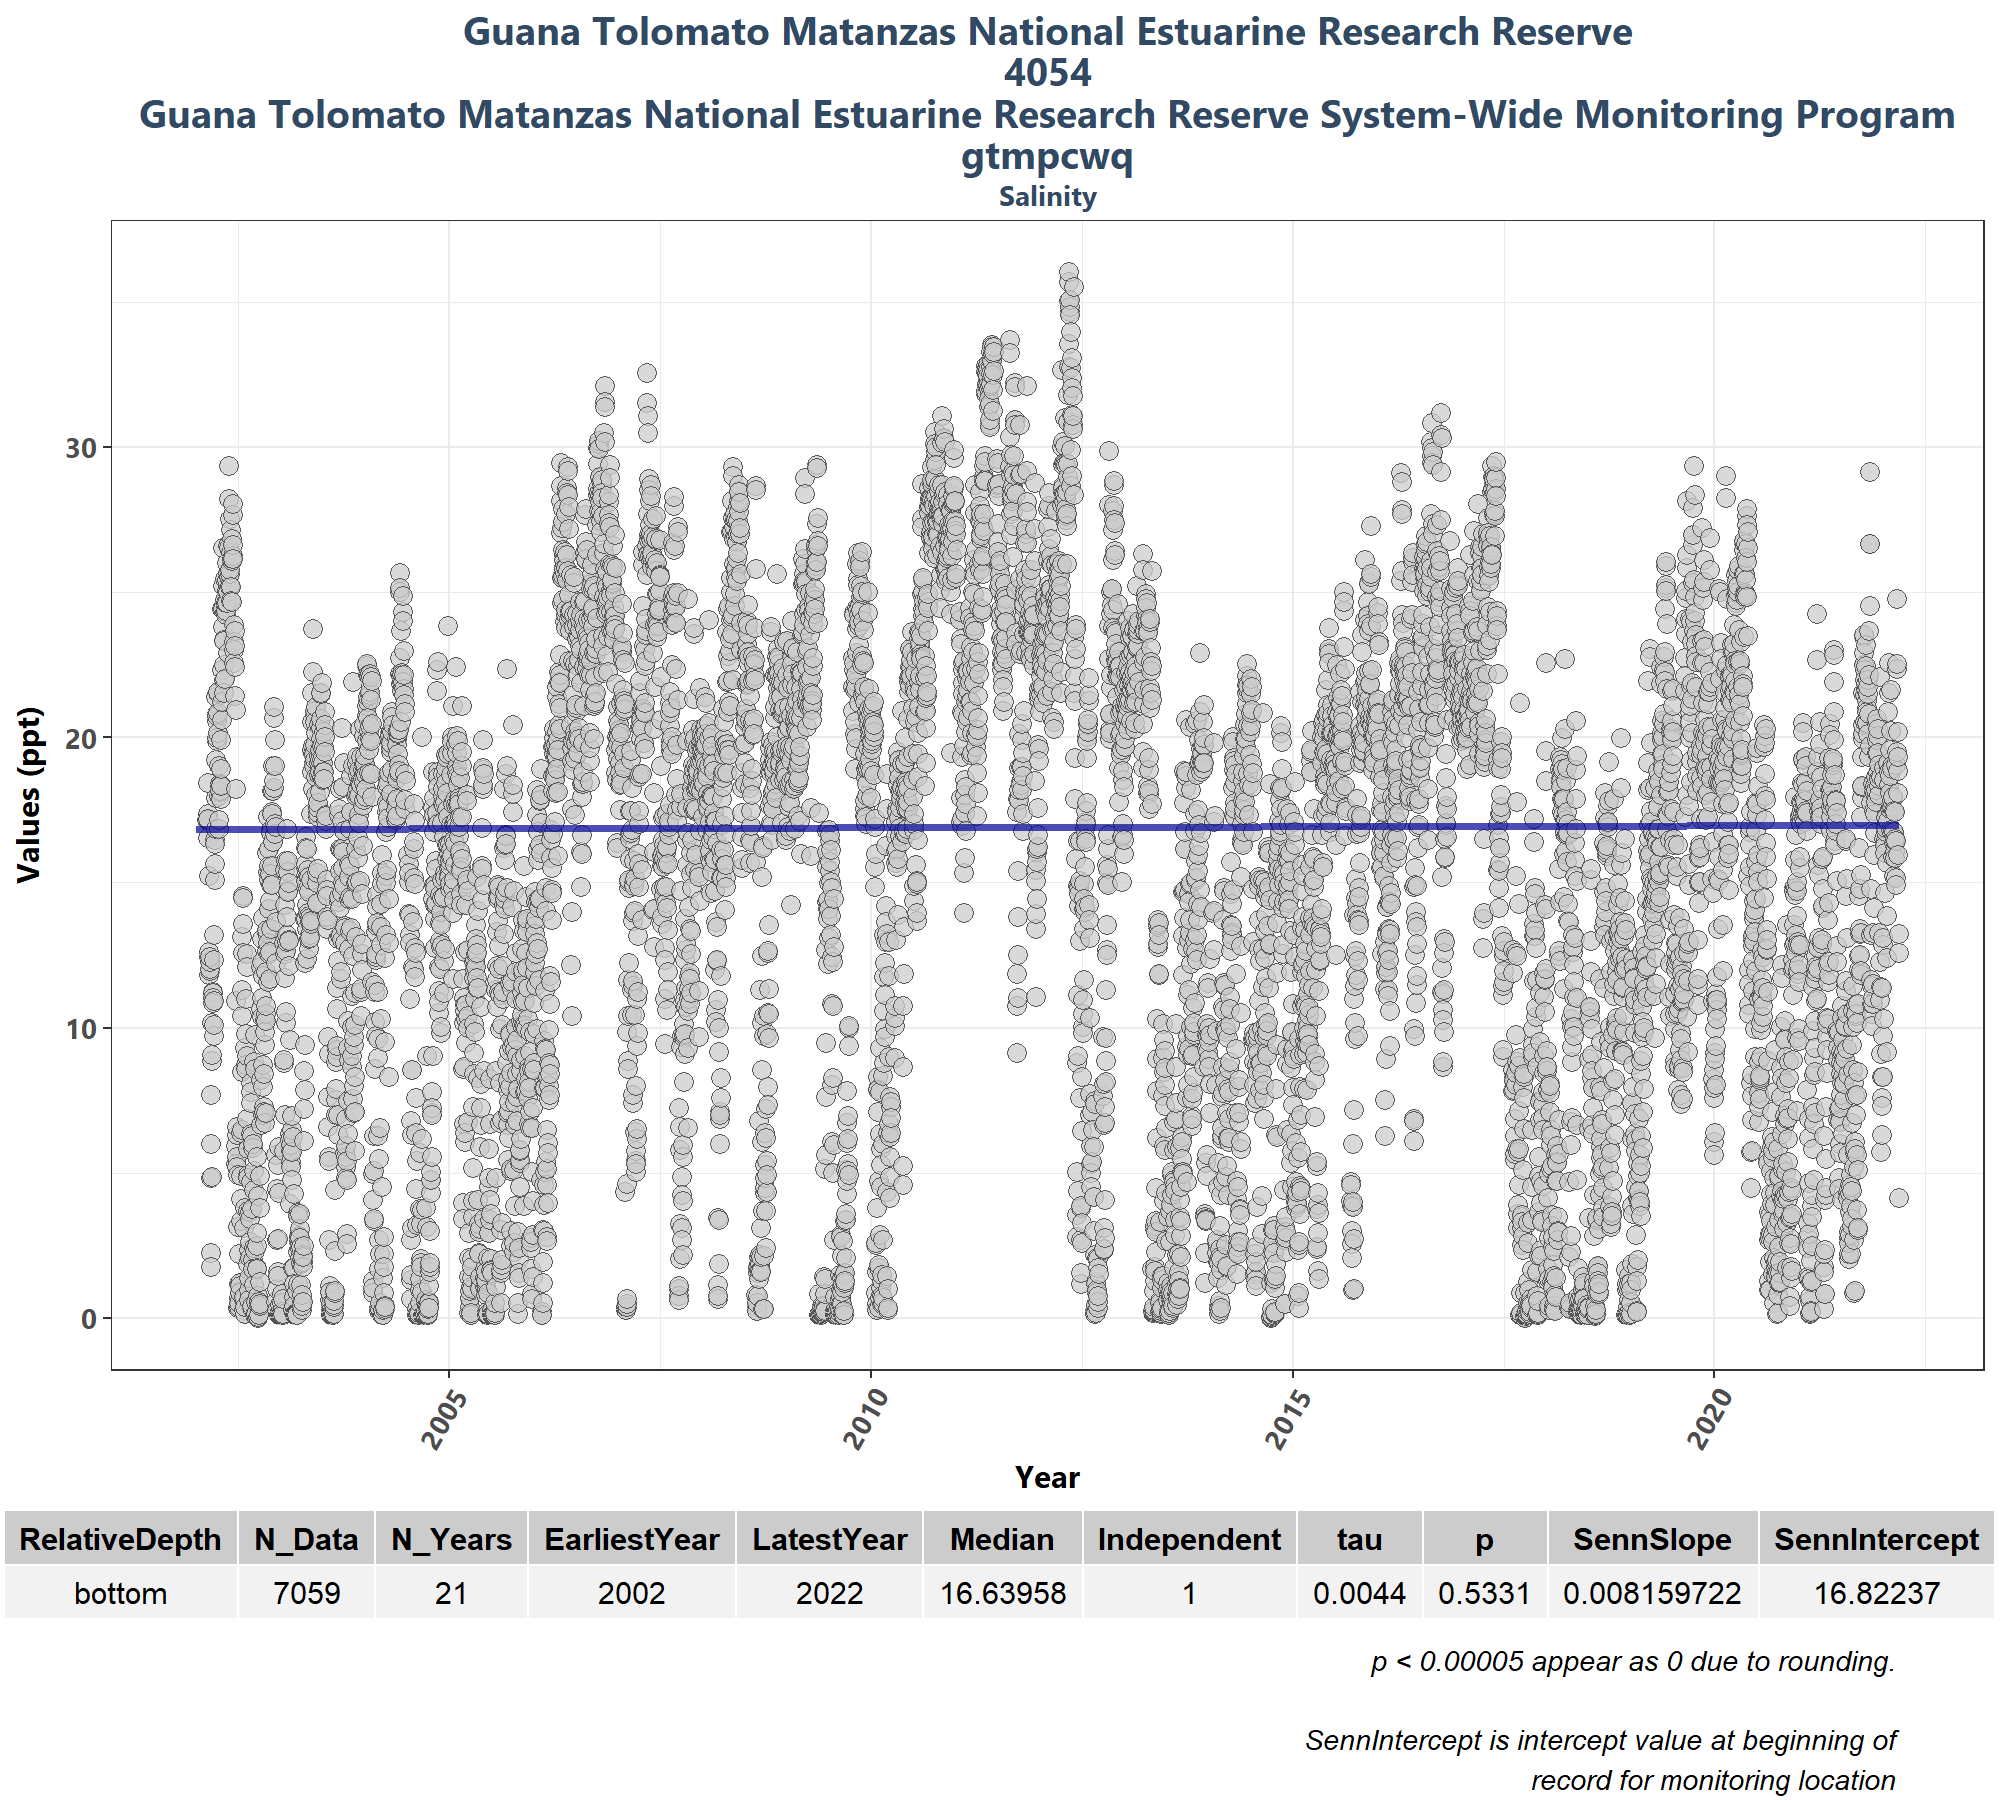 Guana Tolomato Matanzas National Estuarine Research Reserve
4054
Guana Tolomato Matanzas National Estuarine Research Reserve System-Wide Monitoring Program
gtmpcwq
Salinity
Values (ppt)
30
20
10
0
2005
2010
2015
2020
Year
RelativeDepth N_Data N_Years EarliestYear LatestYear Median Independent tau p SennSlope SennIntercept
bottom 7059 21 2002 2022 16.63958 1 0.0044 0.5331 0.008159722 16.82237
p < 0.00005 appear as 0 due to rounding.
SennIntercept is intercept value at beginning of
record for monitoring location